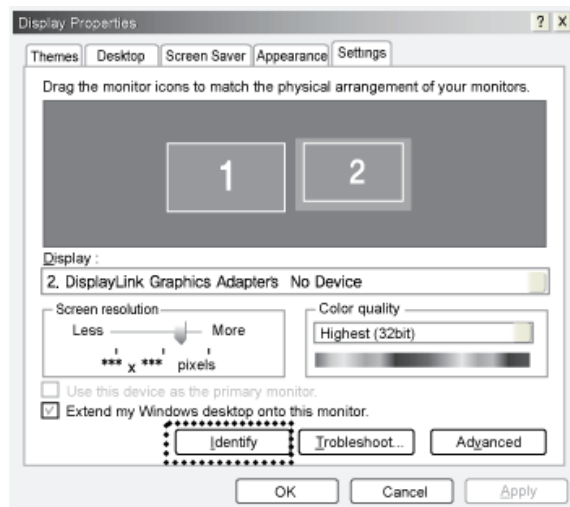 Display Properties ? X
Themes Desktop Screen Saver Appearance Settings
Drag the monitor icons to match the physical arrangement of your monitors.
1 2
Display :
2. DisplayLink Graphics Adapter's No Device
Screen resolution
Less More
*** x *** pixels
Color quality
Highest (32bit)
Use this device as the primary monitor.
Extend my Windows desktop onto this monitor.
Identify Trobleshoot... Advanced
OK Cancel Apply